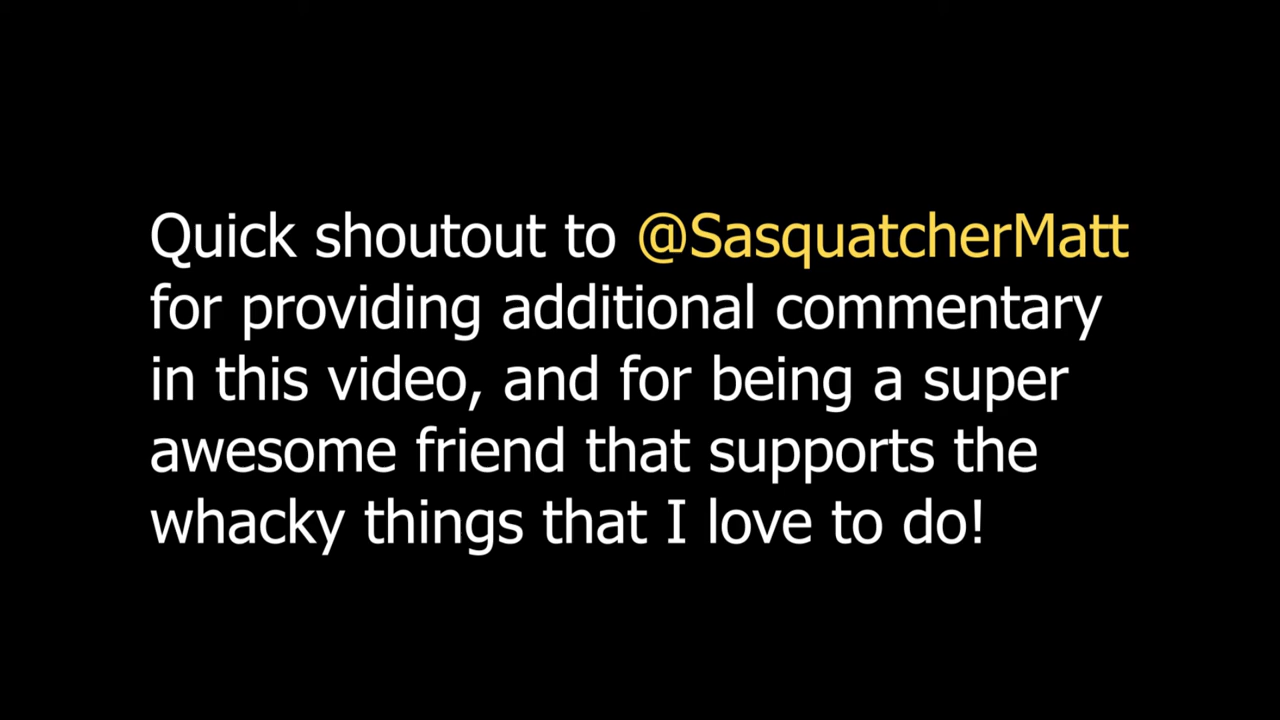 Quick shoutout to @SasquatcherMatt
for providing additional commentary
in this video, and for being a super
awesome friend that supports the
whacky things that I love to do!